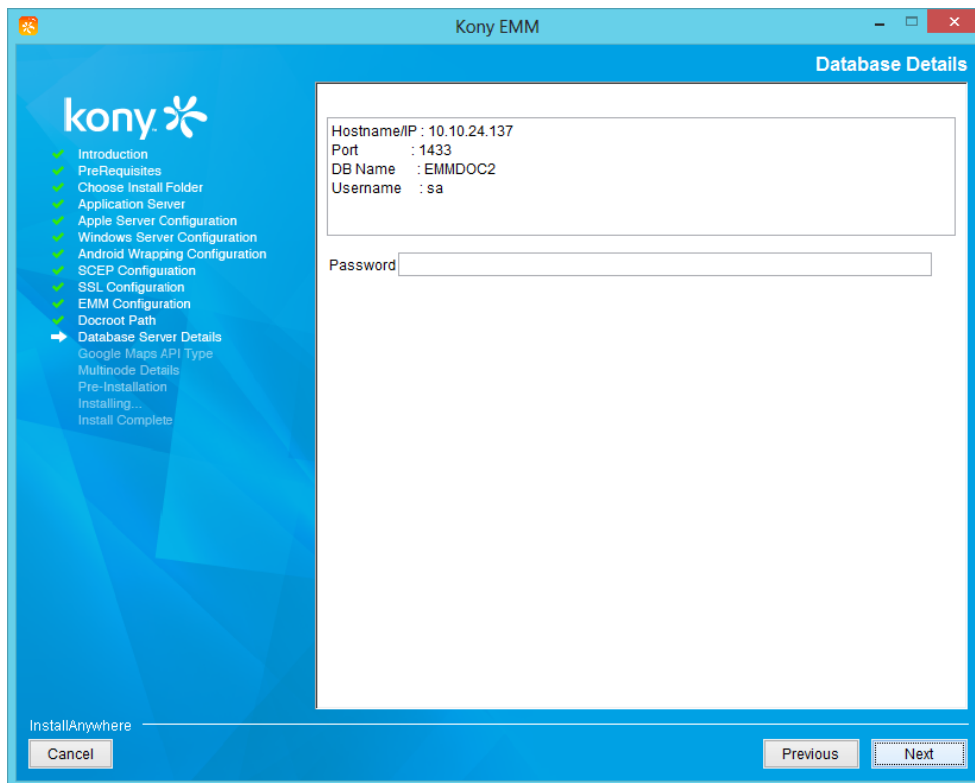 Kony EMM
Database Details
kony
Introduction
PreRequisites
Choose Install Folder
Application Server
Apple Server Configuration
Windows Server Configuration
Android Wrapping Configuration
SCEP Configuration
SSL Configuration
EMM Configuration
Docroot Path
Database Server Details
Google Maps API Type
Multinode Details
Pre-Installation
Installing...
Install Complete
Hostname/IP : 10.10.24.137
Port : 1433
DB Name : EMMDOC2
Username : sa
Password
InstallAnywhere
Cancel
Previous
Next